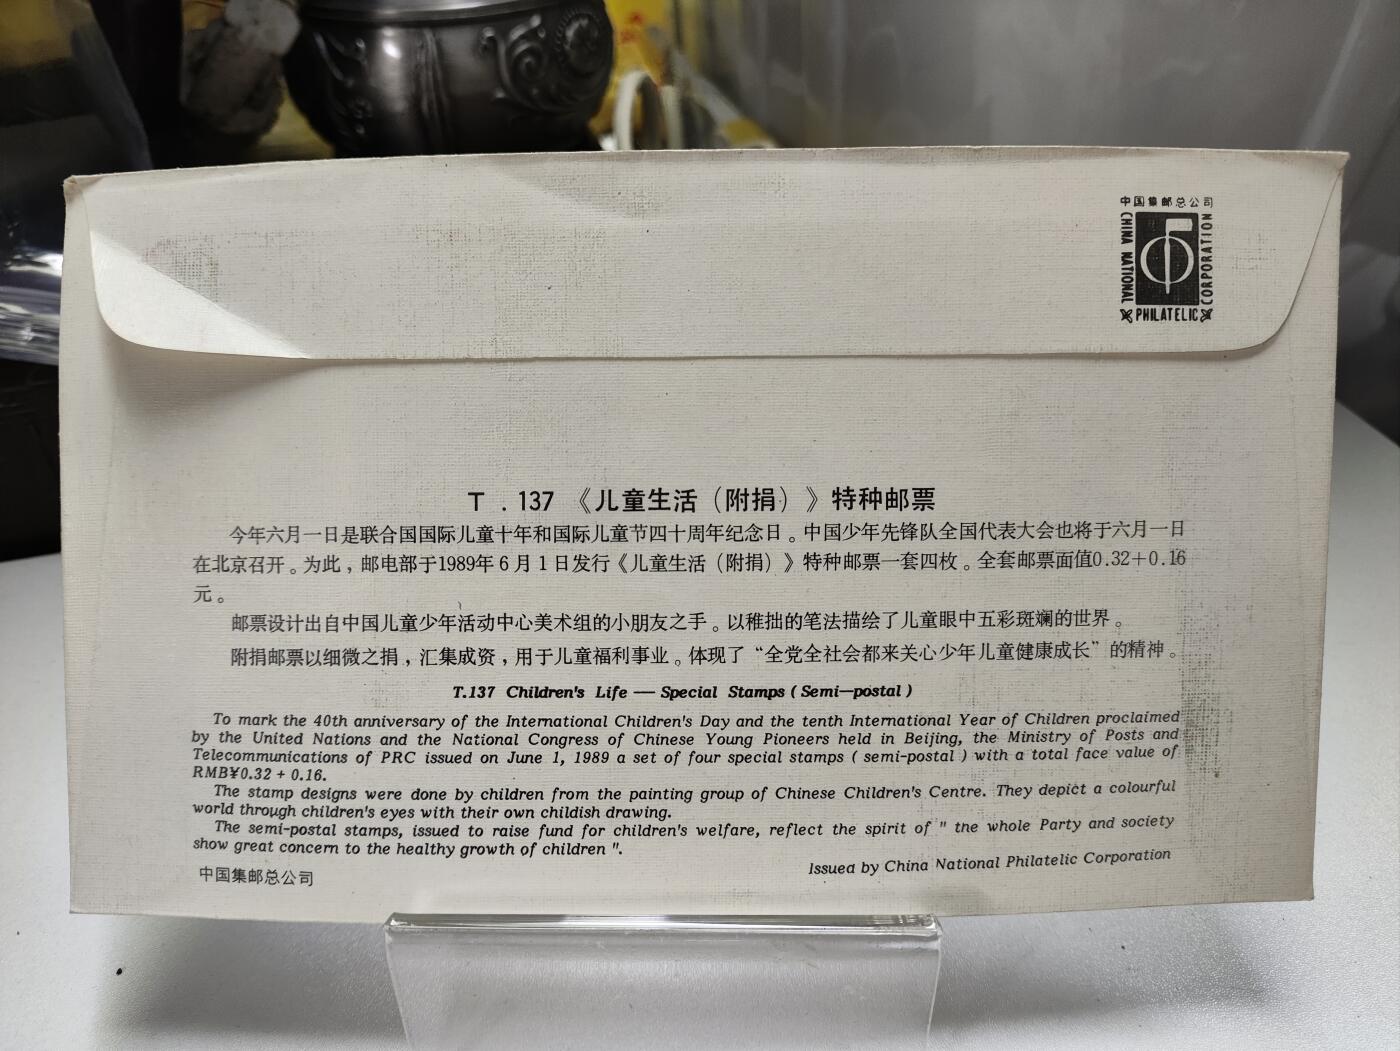 中国集邮总公司
CHINA NATIONAL
CORPORATION
PHILATELIC
T.137 《儿童生活(附捐)》特种邮票
今年六月一日是联合国国际儿童十年和国际儿童节四十周年纪念日。中国少年先锋队全国代表大会也将于六月一日
在北京召开。为此，邮电部于1989年6月1日发行《儿童生活(附捐)》特种邮票一套四枚。全套邮票面值0.32+0.16
元。
邮票设计出自中国儿童少年活动中心美术组的小朋友之手。以稚拙的笔法描绘了儿童眼中五彩斑斓的世界。
附捐邮票以细微之捐，汇集成资，用于儿童福利事业。体现了“全党全社会都来关心少年儿童健康成长”的精神。
T.137 Children's Life — Special Stamps ( Semi—postal )
To mark the 40th anniversary of the International Children's Day and the tenth International Year of Children proclaimed
by the United Nations and the National Congress of Chinese Young Pioneers held in Beijing, the Ministry of Posts and
Telecommunications of PRC issued on June 1, 1989 a set of four special stamps ( semi-postal ) with a total face value of
RMB¥0.32 + 0.16.
The stamp designs were done by children from the painting group of Chinese Children's Centre. They depict a colourful
world through children's eyes with their own childish drawing.
The semi-postal stamps, issued to raise fund for children's welfare, reflect the spirit of " the whole Party and society
show great concern to the healthy growth of children ".
Issued by China National Philatelic Corporation
中国集邮总公司